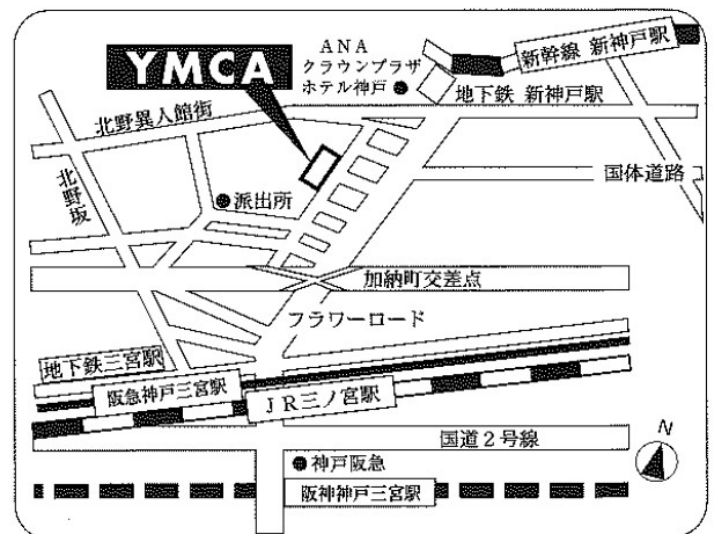 YMCA
ANA
クラウンプラザ
ホテル神戸
新幹線 新神戸駅
地下鉄 新神戸駅
北野異人館街
北野坂
派出所
国体道路
加納町交差点
フラワーロード
地下鉄三宮駅
阪急神戸三宮駅
JR三ノ宮駅
国道2号線
N
神戸阪急
阪神神戸三宮駅